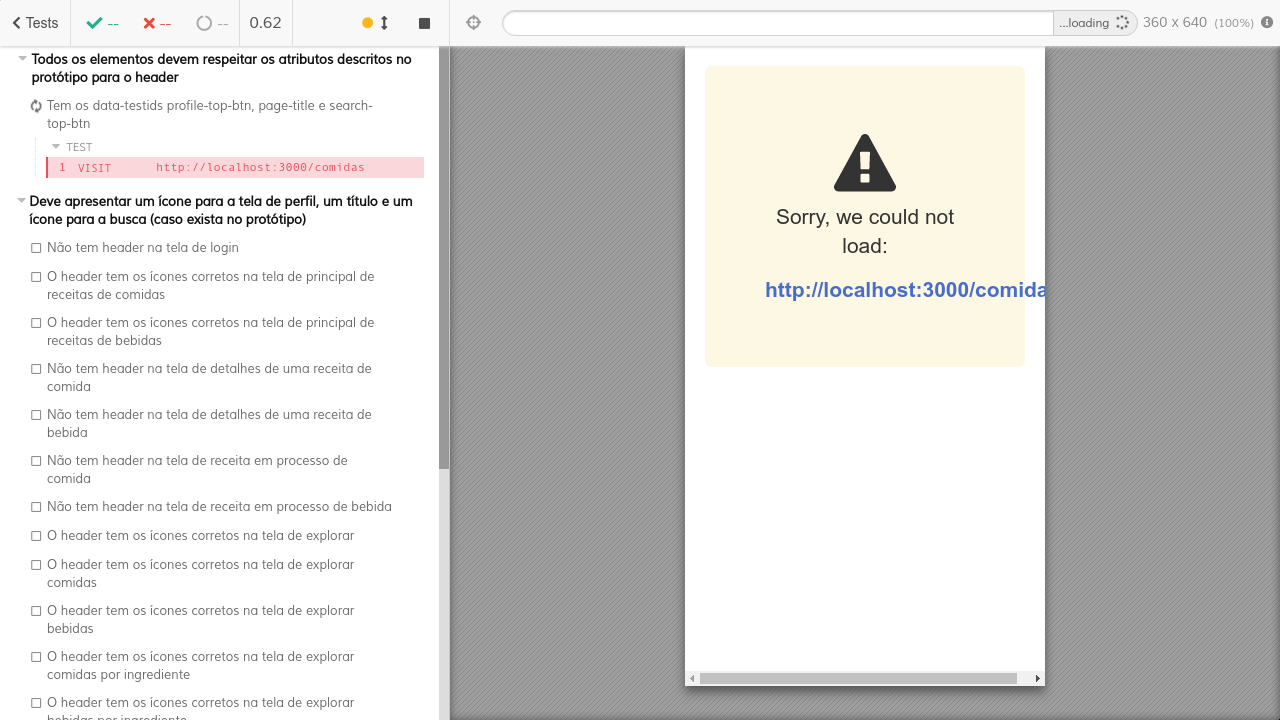 Tests
--
--
--
0.62
...loading
360 x 640 (100%)
Todos os elementos devem respeitar os atributos descritos no
protótipo para o header
Tem os data-testids profile-top-btn, page-title e search-
top-btn
TEST
1 VISIT http://localhost:3000/comidas
Deve apresentar um ícone para a tela de perfil, um título e um
ícone para a busca (caso exista no protótipo)
Não tem header na tela de login
O header tem os ícones corretos na tela de principal de
receitas de comidas
O header tem os ícones corretos na tela de principal de
receitas de bebidas
Não tem header na tela de detalhes de uma receita de
comida
Não tem header na tela de detalhes de uma receita de
bebida
Não tem header na tela de receita em processo de
comida
Não tem header na tela de receita em processo de bebida
O header tem os ícones corretos na tela de explorar
O header tem os ícones corretos na tela de explorar
comidas
O header tem os ícones corretos na tela de explorar
bebidas
O header tem os ícones corretos na tela de explorar
comidas por ingrediente
O header tem os ícones corretos na tela de explorar
bebidas por ingrediente
Sorry, we could not
load:
http://localhost:3000/comida